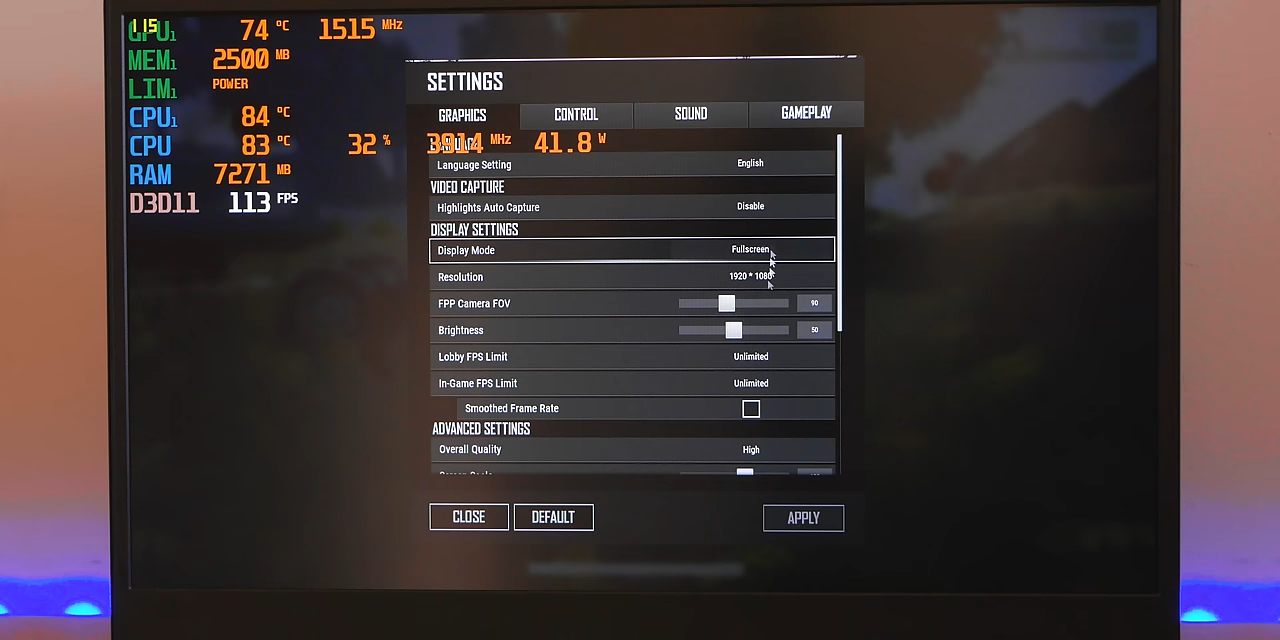 115
GPU1 74 °C 1515 MHz
MEM1 2500 MB
LIM1 POWER
CPU1 84 °C
CPU 83 °C 32 % 3914 MHz 41.8 W
RAM 7271 MB
D3D11 113 FPS
SETTINGS
GRAPHICS CONTROL SOUND GAMEPLAY
Language Setting English
VIDEO CAPTURE
Highlights Auto Capture Disable
DISPLAY SETTINGS
Display Mode Fullscreen
Resolution 1920 * 1080
FPP Camera FOV 90
Brightness 50
Lobby FPS Limit Unlimited
In-Game FPS Limit Unlimited
Smoothed Frame Rate
ADVANCED SETTINGS
Overall Quality High
CLOSE DEFAULT APPLY